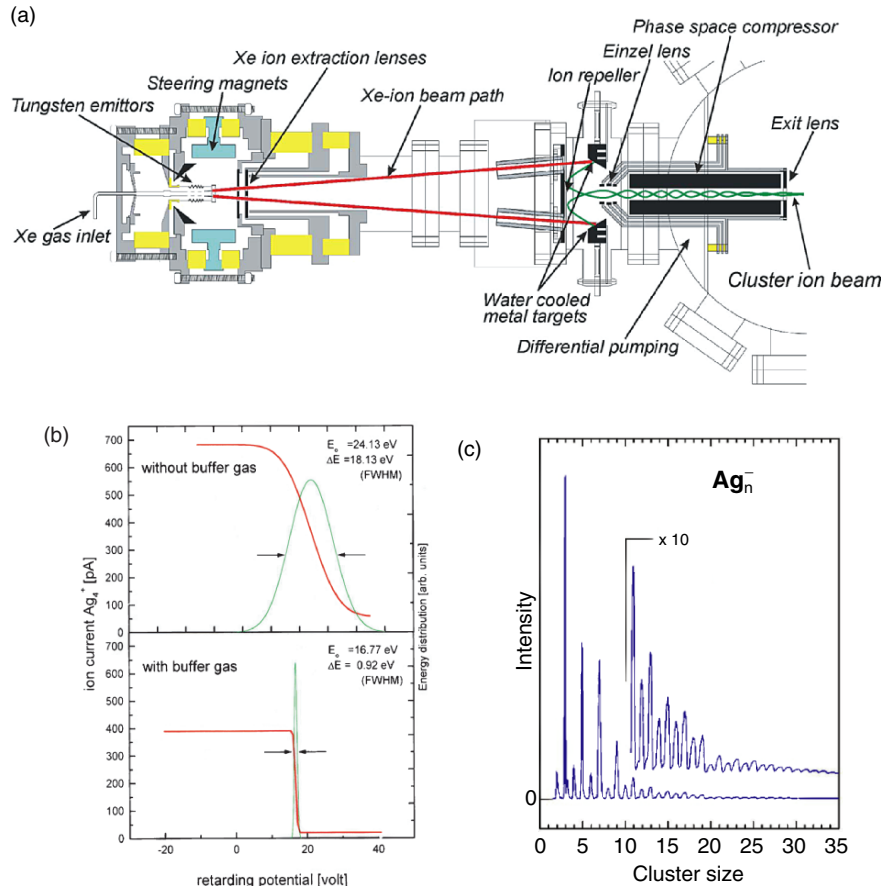 (a)
Phase space compressor
Xe ion extraction lenses
Einzel lens
Steering magnets
Ion repeller
Tungsten emittors
Xe-ion beam path
Exit lens
Xe gas inlet
Water cooled
metal targets
Cluster ion beam
Differential pumping
(b)
ion current Ag4+ [pA]
700
600
500
400
300
200
100
0
without buffer gas
Ee =24.13 eV
ΔE =18.13 eV
(FWHM)
700
600
500
400
300
200
100
0
with buffer gas
Ee =16.77 eV
ΔE = 0.92 eV
(FWHM)
Energy distribution [arb. units]
-20 0 20 40
retarding potential [volt]
(c)
Agn−
x 10
Intensity
0
0 5 10 15 20 25 30 35
Cluster size